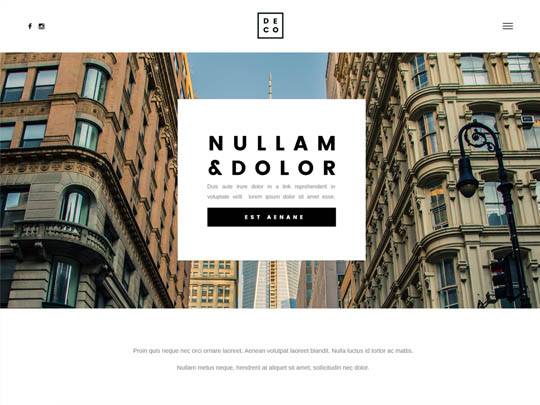 DE
CO
NULLAM
&DOLOR
Duis aute irure dolor in a link reprehenderit in
voluptate velit lorem ipsum dolor sit amet esse.
EST AENANE
Proin quis neque nec orci ornare laoreet. Aenean volutpat laoreet blandit. Nulla luctus id tortor ac mattis.
Nullam metus neque, hendrerit at aliquet sit amet, sollicitudin nec dolor.